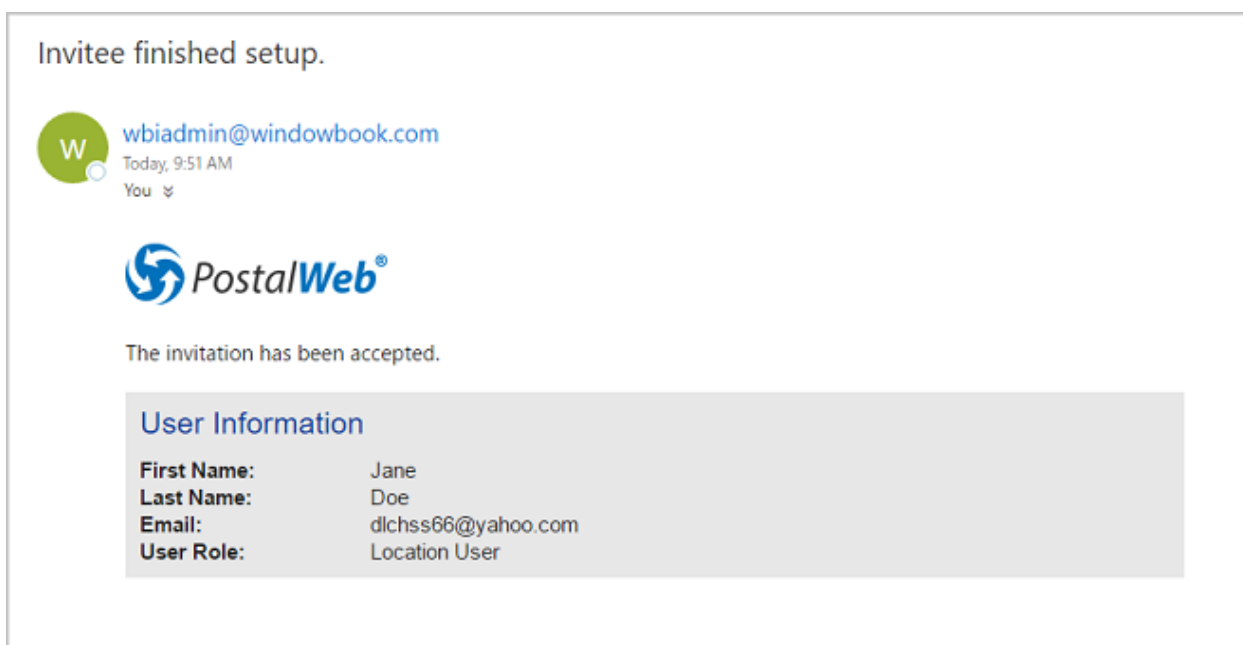 Invitee finished setup.
W
wbiadmin@windowbook.com
Today, 9:51 AM
You
PostalWeb®
The invitation has been accepted.
User Information
First Name: Jane
Last Name: Doe
Email: dlchss66@yahoo.com
User Role: Location User